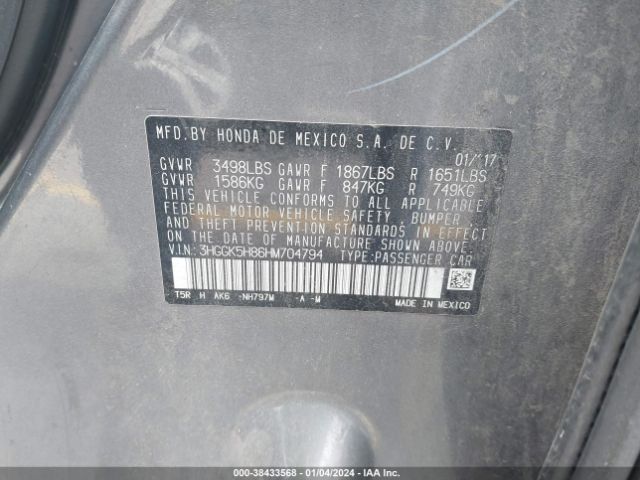 MFD. BY HONDA DE MEXICO S.A. DE C.V.
01/'17
GVWR 3498LBS GAWR F 1867LBS R 1651LBS
GVWR 1586KG GAWR F 847KG R 749KG
THIS VEHICLE CONFORMS TO ALL APPLICABLE
FEDERAL MOTOR VEHICLE SAFETY, BUMPER
AND THEFT PREVENTION STANDARDS IN EFFECT
ON THE DATE OF MANUFACTURE SHOWN ABOVE.
V.I.N: 3HGGK5H86HM704794 TYPE: PASSENGER CAR
T5R H AK6 -NH797M -A -M MADE IN MEXICO
000-38433568 - 01/04/2024 - IAA Inc.